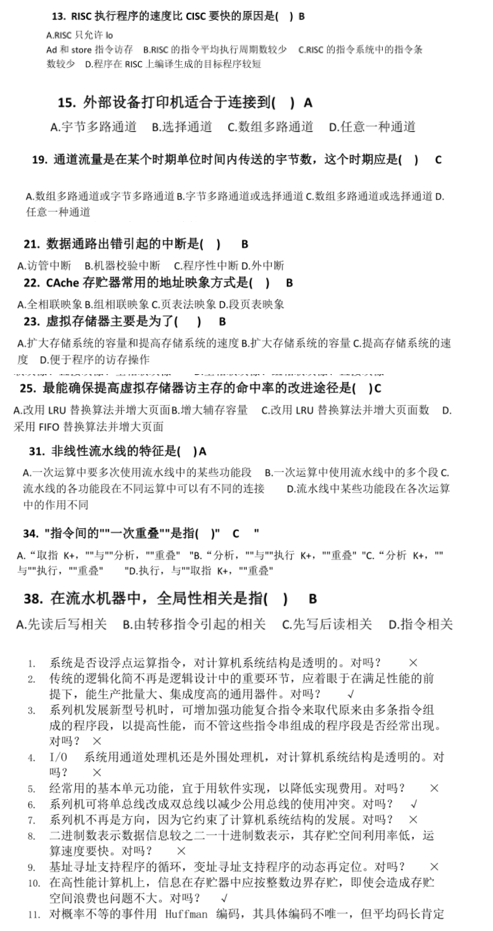 13. RISC 执行程序的速度比 CISC 要快的原因是( ) B
A.RISC 只允许 lo
Ad 和 store 指令访存 B.RISC 的指令平均执行周期数较少 C.RISC 的指令系统中的指令条
数较少 D.程序在 RISC 上编译生成的目标程序较短
15. 外部设备打印机适合于连接到( ) A
A.字节多路通道 B.选择通道 C.数组多路通道 D.任意一种通道
19. 通道流量是在某个时期单位时间内传送的字节数，这个时期应是( ) C
A.数组多路通道或字节多路通道 B.字节多路通道或选择通道 C.数组多路通道或选择通道 D.
任意一种通道
21. 数据通路出错引起的中断是( ) B
A.访管中断 B.机器校验中断 C.程序性中断 D.外中断
22. CAche 存贮器常用的地址映象方式是( ) B
A.全相联映象 B.组相联映象 C.页表法映象 D.段页表映象
23. 虚拟存储器主要是为了( ) B
A.扩大存储系统的容量和提高存储系统的速度 B.扩大存储系统的容量 C.提高存储系统的速
度 D.便于程序的访存操作
25. 最能确保提高虚拟存储器访主存的命中率的改进途径是( )C
A.改用 LRU 替换算法并增大页面 B.增大辅存容量 C.改用 LRU 替换算法并增大页面数 D.
采用 FIFO 替换算法并增大页面
31. 非线性流水线的特征是( )A
A.一次运算中要多次使用流水线中的某些功能段 B.一次运算中使用流水线中的多个段 C.
流水线的各功能段在不同运算中可以有不同的连接 D.流水线中某些功能段在各次运算
中的作用不同
34. "指令间的""一次重叠""是指( )" C "
A.“取指 K+，""与""分析，""重叠" "B.“分析，""与""执行 K+，""重叠" "C.“分析 K+，""
与""执行，""重叠" "D.执行，与""取指 K+，""重叠"
38. 在流水机器中，全局性相关是指( ) B
A.先读后写相关 B.由转移指令引起的相关 C.先写后读相关 D.指令相关
1. 系统是否设浮点运算指令，对计算机系统结构是透明的。对吗？ ×
2. 传统的逻辑化简不再是逻辑设计中的重要环节，应着眼于在满足性能的前
提下，能生产批量大、集成度高的通用器件。对吗？ √
3. 系列机发展新型号机时，可增加强功能复合指令来取代原来由多条指令组
成的程序段，以提高性能，而不管这些指令串组成的程序段是否经常出现。
对吗？ ×
4. I/O 系统用通道处理机还是外围处理机，对计算机系统结构是透明的。对
吗？ ×
5. 经常用的基本单元功能，宜于用软件实现，以降低实现费用。对吗？ ×
6. 系列机可将单总线改成双总线以减少公用总线的使用冲突。对吗？ √
7. 系列机不再是方向，因为它约束了计算机系统结构的发展。对吗？ ×
8. 二进制数表示数据信息较之二一十进制数表示，其存贮空间利用率低，运
算速度要快。对吗？ ×
9. 基址寻址支持程序的循环，变址寻址支持程序的动态再定位。对吗？ ×
10. 在高性能计算机上，信息在存贮器中应按整数边界存贮，即使会造成存贮
空间浪费也问题不大。对吗？ √
11. 对概率不等的事件用 Huffman 编码，其具体编码不唯一，但平均码长肯定